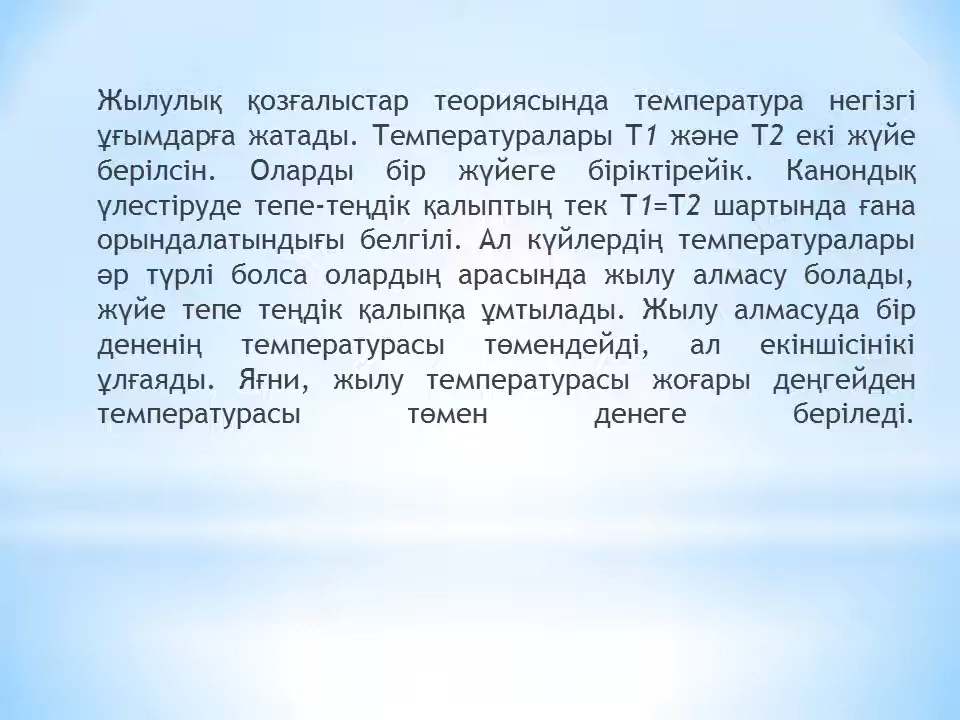 Жылулық қозғалыстар теориясында температура негізгі
ұғымдарға жатады. Температуралары Т1 және Т2 екі жүйе
берілсін. Оларды бір жүйеге біріктірейік. Канондық
үлестіруде тепе-теңдік қалыптың тек Т1=Т2 шартында ғана
орындалатындығы белгілі. Ал күйлердің температуралары
әр түрлі болса олардың арасында жылу алмасу болады,
жүйе тепе теңдік қалыпқа ұмтылады. Жылу алмасуда бір
дененің температурасы төмендейді, ал екіншісінікі
ұлғаяды. Яғни, жылу температурасы жоғары деңгейден
температурасы төмен денеге беріледі.